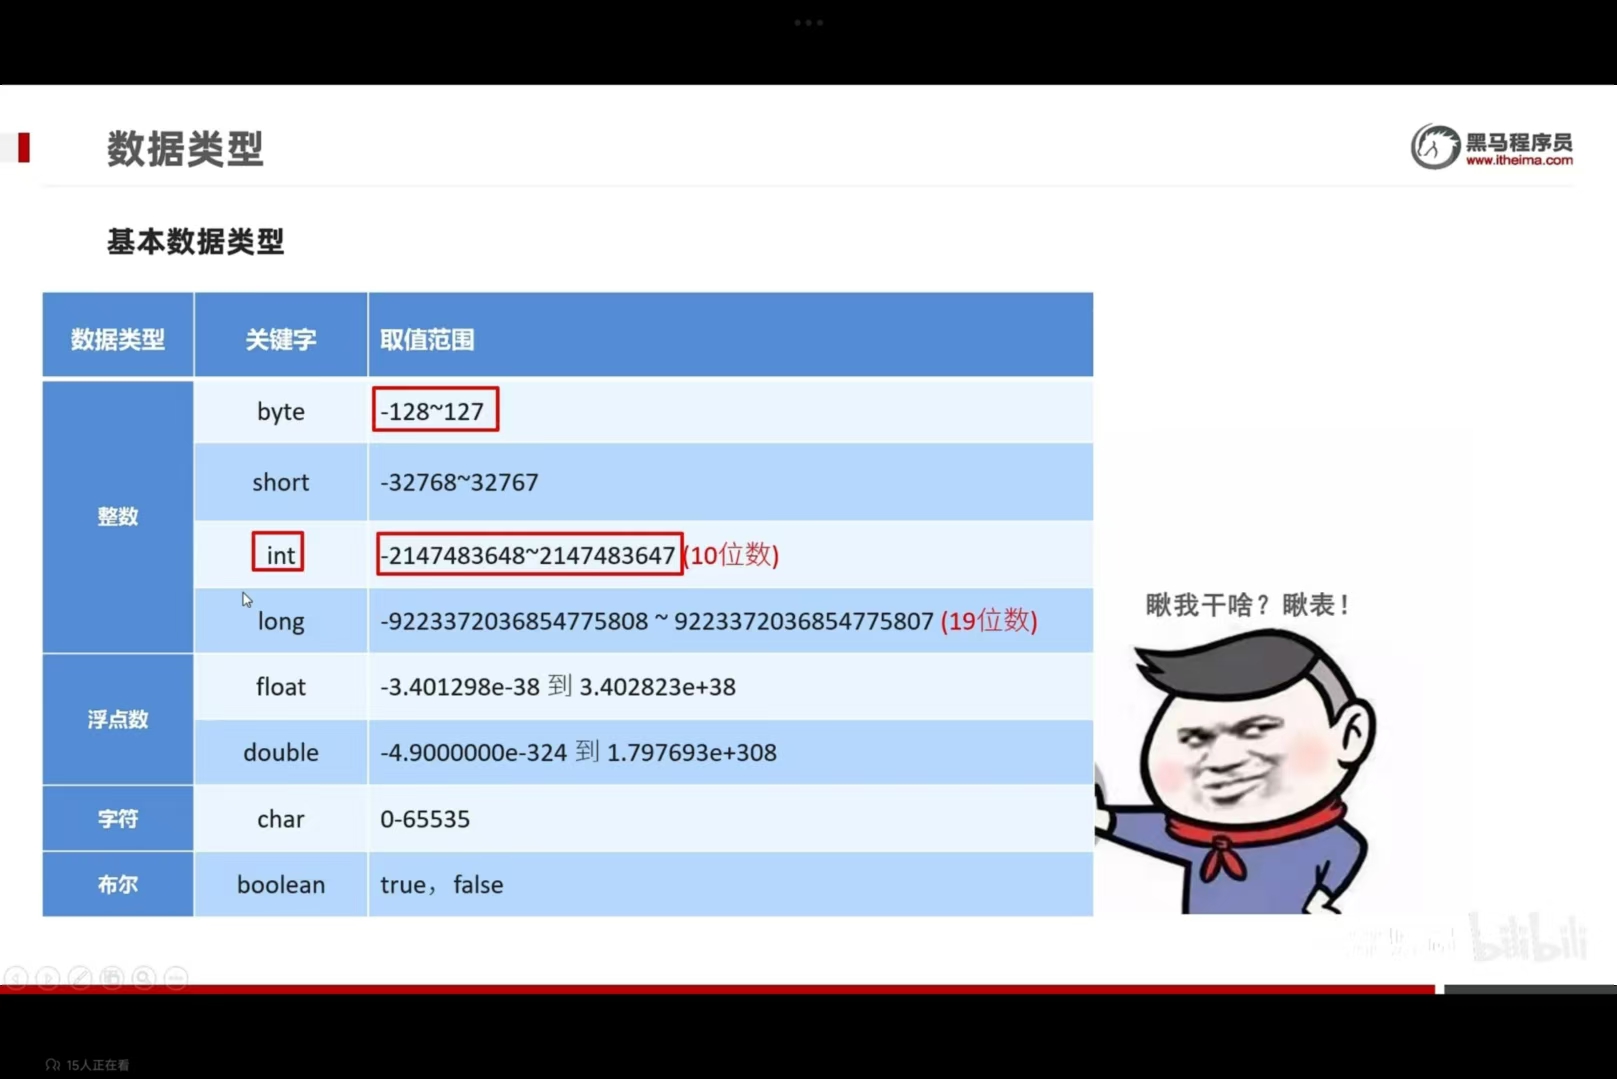 数据类型
黑马程序员
www.itheima.com
基本数据类型
数据类型 关键字 取值范围
整数
byte -128~127
short -32768~32767
int -2147483648~2147483647 (10位数)
long -9223372036854775808 ~ 9223372036854775807 (19位数)
浮点数
float -3.401298e-38 到 3.402823e+38
double -4.9000000e-324 到 1.797693e+308
字符 char 0-65535
布尔 boolean true，false
瞅我干啥？瞅表！
bilibili
15人正在看